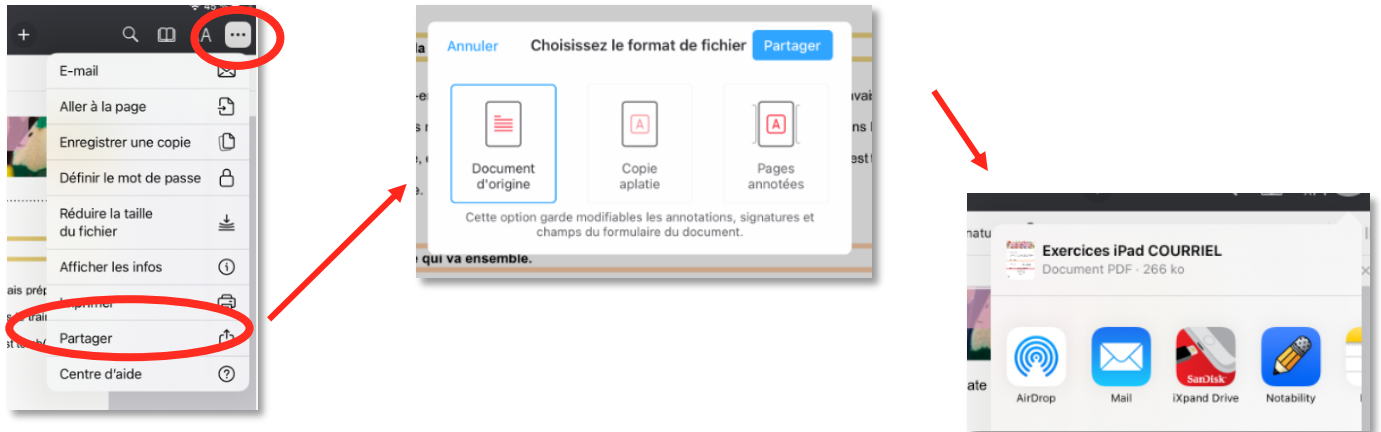 45
A
E-mail
Aller à la page
Enregistrer une copie
Définir le mot de passe
Réduire la taille
du fichier
Afficher les infos
Imprimer
Partager
Centre d'aide
Annuler
Choisissez le format de fichier
Partager
Document
d'origine
Copie
aplatie
Pages
annotées
Cette option garde modifiables les annotations, signatures et
champs du formulaire du document.
qui va ensemble.
Exercices iPad COURRIEL
Document PDF · 266 ko
SanDisk
AirDrop
Mail
iXpand Drive
Notability